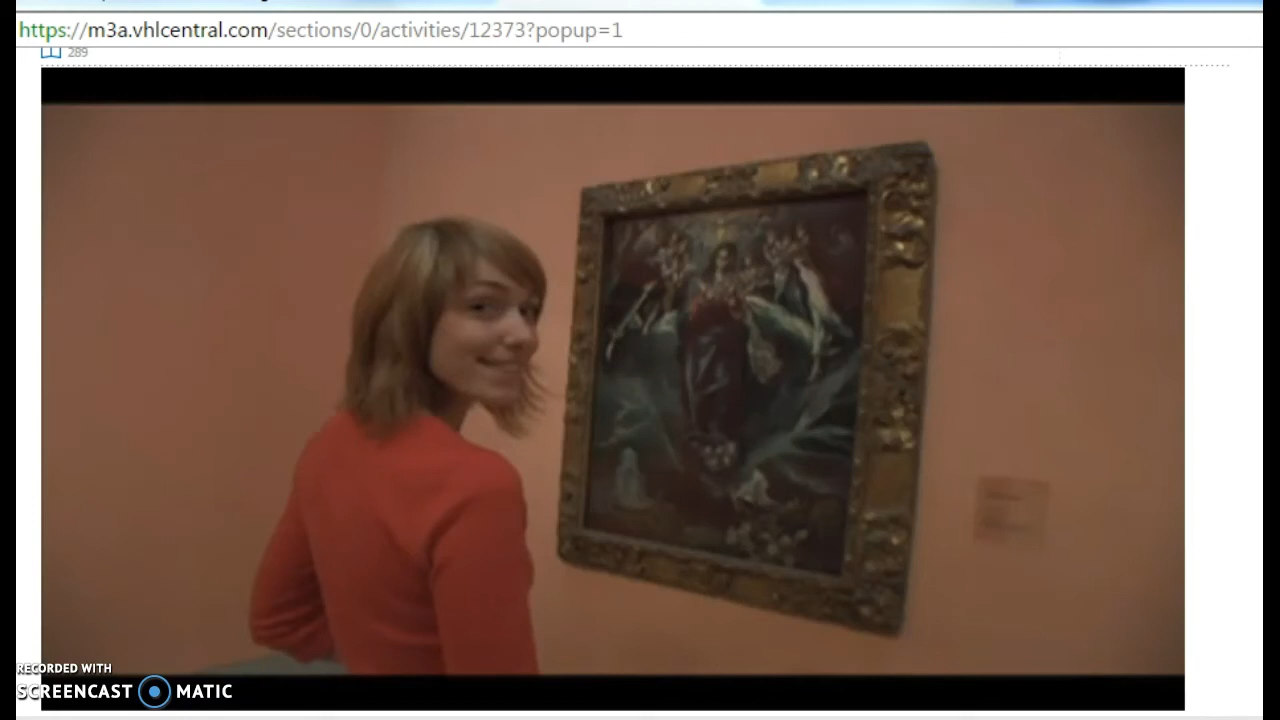 https://m3a.vhlcentral.com/sections/0/activities/12373?popup=1
289
RECORDED WITH
SCREENCAST MATIC